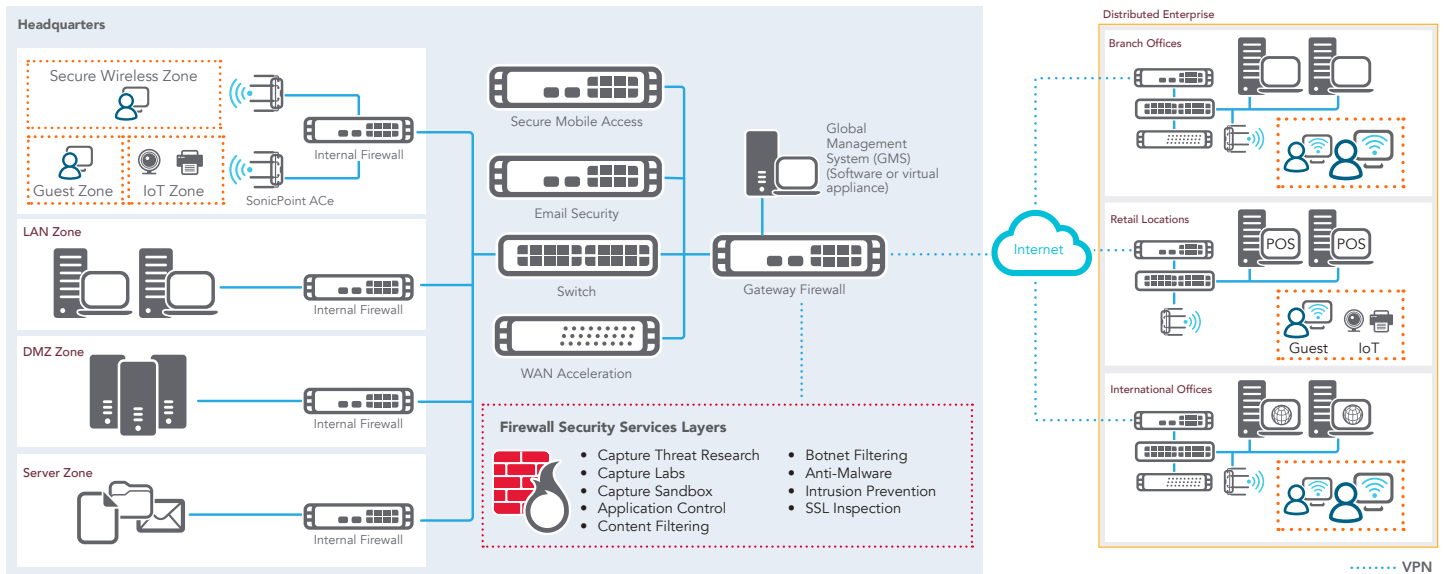 Headquarters
Secure Wireless Zone
Guest Zone
IoT Zone
Internal Firewall
SonicPoint ACe
LAN Zone
Internal Firewall
DMZ Zone
Internal Firewall
Server Zone
Internal Firewall
Secure Mobile Access
Email Security
Switch
WAN Acceleration
Global
Management
System (GMS)
(Software or virtual
appliance)
Gateway Firewall
Firewall Security Services Layers
• Capture Threat Research
• Capture Labs
• Capture Sandbox
• Application Control
• Content Filtering
• Botnet Filtering
• Anti-Malware
• Intrusion Prevention
• SSL Inspection
Internet
Distributed Enterprise
Branch Offices
Retail Locations
POS
POS
Guest
IoT
International Offices
VPN